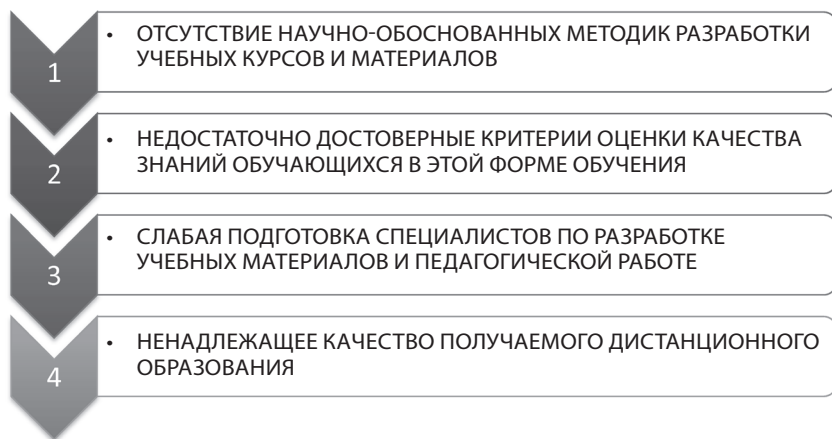 1
• ОТСУТСТВИЕ НАУЧНО-ОБОСНОВАННЫХ МЕТОДИК РАЗРАБОТКИ
УЧЕБНЫХ КУРСОВ И МАТЕРИАЛОВ
2
• НЕДОСТАТОЧНО ДОСТОВЕРНЫЕ КРИТЕРИИ ОЦЕНКИ КАЧЕСТВА
ЗНАНИЙ ОБУЧАЮЩИХСЯ В ЭТОЙ ФОРМЕ ОБУЧЕНИЯ
3
• СЛАБАЯ ПОДГОТОВКА СПЕЦИАЛИСТОВ ПО РАЗРАБОТКЕ
УЧЕБНЫХ МАТЕРИАЛОВ И ПЕДАГОГИЧЕСКОЙ РАБОТЕ
4
• НЕНАДЛЕЖАЩЕЕ КАЧЕСТВО ПОЛУЧАЕМОГО ДИСТАНЦИОННОГО
ОБРАЗОВАНИЯ